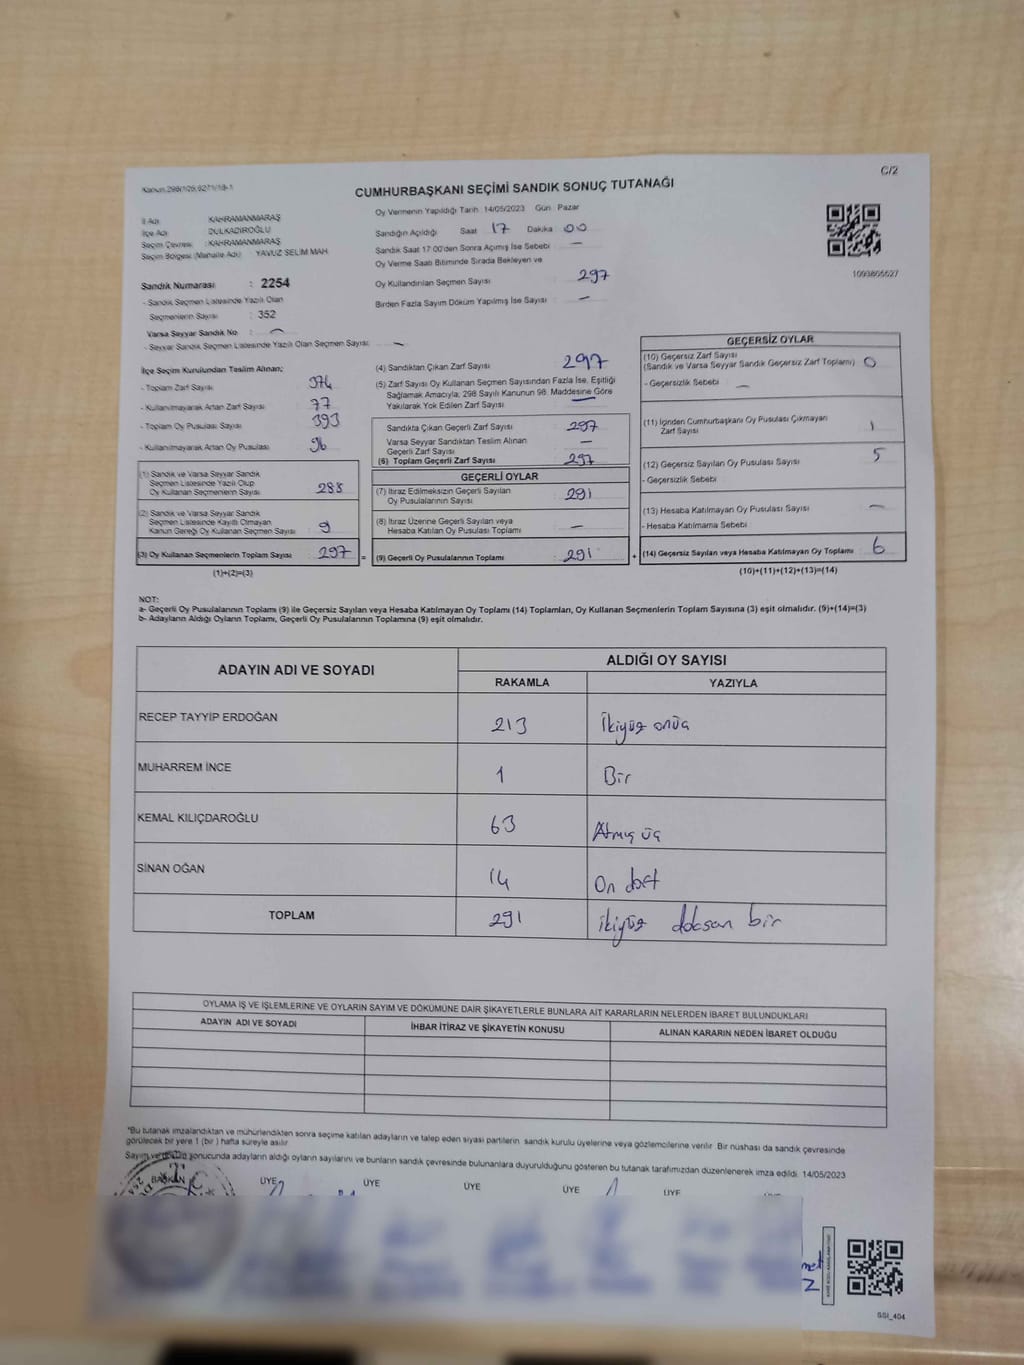 Kanun:298/105,6271/18-1
C/2
CUMHURBAŞKANI SEÇİMİ SANDIK SONUÇ TUTANAĞI
İl Adı : KAHRAMANMARAŞ
İlçe Adı : DULKADİROĞLU
Seçim Çevresi : KAHRAMANMARAŞ
Seçim Bölgesi (Mahalle Adı) : YAVUZ SELİM MAH
Sandık Numarası : 2254
- Sandık Seçmen Listesinde Yazılı Olan
Seçmenlerin Sayısı : 352
Varsa Seyyar Sandık No : —
- Seyyar Sandık Seçmen Listesinde Yazılı Olan Seçmen Sayısı: —
Oy Vermenin Yapıldığı Tarih: 14/05/2023 Gün: Pazar
Sandığın Açıldığı Saat 17 Dakika 00
Sandık Saat 17:00'den Sonra Açımış İse Sebebi —
Oy Verme Saati Bitiminde Sırada Bekleyen ve
Oy Kullandırılan Seçmen Sayısı 297
Birden Fazla Sayım Döküm Yapılmış İse Sayısı —
1093805527
İlçe Seçim Kurulundan Teslim Alınan;
- Toplam Zarf Sayısı 374
- Kullanılmayarak Artan Zarf Sayısı 77
- Toplam Oy Pusulası Sayısı 393
- Kullanılmayarak Artan Oy Pusulası 96
(1) Sandık ve Varsa Seyyar Sandık
Seçmen Listesinde Yazılı Olup
Oy Kullanan Seçmenlerin Sayısı 288
(2) Sandık ve Varsa Seyyar Sandık
Seçmen Listesinde Kayıtlı Olmayan
Kanun Gereği Oy Kullanan Seçmen Sayısı 9
(3) Oy Kullanan Seçmenlerin Toplam Sayısı 297 =
(1)+(2)=(3)
(4) Sandıktan Çıkan Zarf Sayısı 297
(5) Zarf Sayısı Oy Kullanan Seçmen Sayısından Fazla İse, Eşitliği
Sağlamak Amacıyla, 298 Sayılı Kanunun 98. Maddesine Göre
Yakılarak Yok Edilen Zarf Sayısı —
Sandıkta Çıkan Geçerli Zarf Sayısı 297
Varsa Seyyar Sandıktan Teslim Alınan
Geçerli Zarf Sayısı —
(6) Toplam Geçerli Zarf Sayısı 297
GEÇERLİ OYLAR
(7) İtiraz Edilmeksizin Geçerli Sayılan
Oy Pusulalarının Sayısı 291
(8) İtiraz Üzerine Geçerli Sayılan veya
Hesaba Katılan Oy Pusulası Toplamı —
(9) Geçerli Oy Pusulalarının Toplamı 291 +
GEÇERSİZ OYLAR
(10) Geçersiz Zarf Sayısı
(Sandık ve Varsa Seyyar Sandık Geçersiz Zarf Toplamı) 0
- Geçersizlik Sebebi —
(11) İçinden Cumhurbaşkanı Oy Pusulası Çıkmayan
Zarf Sayısı 1
(12) Geçersiz Sayılan Oy Pusulası Sayısı 5
- Geçersizlik Sebebi
(13) Hesaba Katılmayan Oy Pusulası Sayısı —
- Hesaba Katılmama Sebebi
(14) Geçersiz Sayılan veya Hesaba Katılmayan Oy Toplamı 6
(10)+(11)+(12)+(13)=(14)
NOT:
a- Geçerli Oy Pusulalarının Toplamı (9) ile Geçersiz Sayılan veya Hesaba Katılmayan Oy Toplamı (14) Toplamları, Oy Kullanan Seçmenlerin Toplam Sayısına (3) eşit olmalıdır. (9)+(14)=(3)
b- Adayların Aldığı Oyların Toplamı, Geçerli Oy Pusulalarının Toplamına (9) eşit olmalıdır.
ADAYIN ADI VE SOYADI
ALDIĞI OY SAYISI
RAKAMLA YAZIYLA
RECEP TAYYİP ERDOĞAN 213 İkiyüz onüç
MUHARREM İNCE 1 Bir
KEMAL KILIÇDAROĞLU 63 Atmış üç
SİNAN OĞAN 14 On dört
TOPLAM 291 ikiyüz doksan bir
OYLAMA İŞ VE İŞLEMLERİNE VE OYLARIN SAYIM VE DÖKÜMÜNE DAİR ŞİKAYETLERLE BUNLARA AİT KARARLARIN NELERDEN İBARET BULUNDUKLARI
ADAYIN ADI VE SOYADI İHBAR İTİRAZ VE ŞİKAYETİN KONUSU ALINAN KARARIN NEDEN İBARET OLDUĞU
*Bu tutanak imzalandıktan ve mühürlendikten sonra seçime katılan adayların ve talep eden siyasi partilerin sandık kurulu üyelerine veya gözlemcilerine verilir. Bir nüshası da sandık çevresinde
görülecek bir yere 1 (bir) hafta süreyle asılır
Sayım ve döküm sonucunda adayların aldığı oyların sayılarını ve bunların sandık çevresinde bulunanlara duyurulduğunu gösteren bu tutanak tarafımızdan düzenlenerek imza edildi. 14/05/2023
BAŞKAN ÜYE ÜYE ÜYE ÜYE ÜYE
SSİ_404